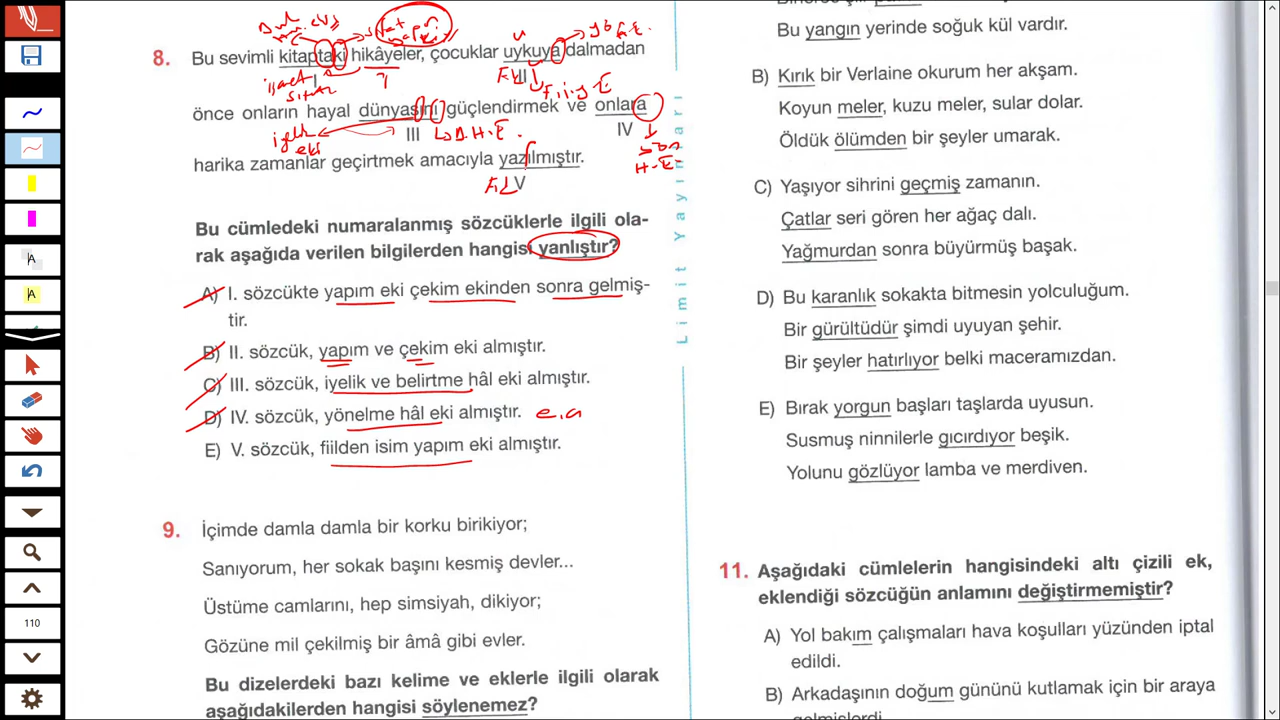 8. Bu sevimli kitaptaki hikâyeler, çocuklar uykuya dalmadan
I II
önce onların hayal dünyasını güçlendirmek ve onlara
III IV
harika zamanlar geçirtmek amacıyla yazılmıştır.
V
Bu cümledeki numaralanmış sözcüklerle ilgili ola-
rak aşağıda verilen bilgilerden hangisi yanlıştır?
A) I. sözcükte yapım eki çekim ekinden sonra gelmiş-
tir.
B) II. sözcük, yapım ve çekim eki almıştır.
C) III. sözcük, iyelik ve belirtme hâl eki almıştır.
D) IV. sözcük, yönelme hâl eki almıştır. e, a
E) V. sözcük, fiilden isim yapım eki almıştır.
9. İçimde damla damla bir korku birikiyor;
Sanıyorum, her sokak başını kesmiş devler...
Üstüme camlarını, hep simsiyah, dikiyor;
Gözüne mil çekilmiş bir âmâ gibi evler.
Bu dizelerdeki bazı kelime ve eklerle ilgili olarak
aşağıdakilerden hangisi söylenemez?
Limit Yayınları
Bu yangın yerinde soğuk kül vardır.
B) Kırık bir Verlaine okurum her akşam.
Koyun meler, kuzu meler, sular dolar.
Öldük ölümden bir şeyler umarak.
C) Yaşıyor sihrini geçmiş zamanın.
Çatlar seri gören her ağaç dalı.
Yağmurdan sonra büyürmüş başak.
D) Bu karanlık sokakta bitmesin yolculuğum.
Bir gürültüdür şimdi uyuyan şehir.
Bir şeyler hatırlıyor belki maceramızdan.
E) Bırak yorgun başları taşlarda uyusun.
Susmuş ninnilerle gıcırdıyor beşik.
Yolunu gözlüyor lamba ve merdiven.
11. Aşağıdaki cümlelerin hangisindeki altı çizili ek,
eklendiği sözcüğün anlamını değiştirmemiştir?
A) Yol bakım çalışmaları hava koşulları yüzünden iptal
edildi.
B) Arkadaşının doğum gününü kutlamak için bir araya
gelmişlerdi.
A
A
110